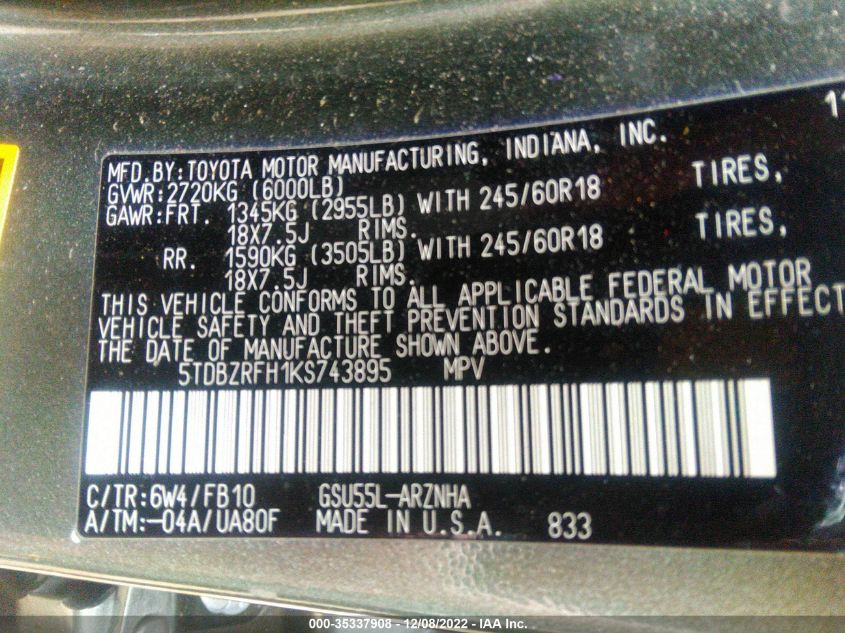 11
MFD.BY:TOYOTA MOTOR MANUFACTURING, INDIANA, INC.
GVWR:2720KG (6000LB)
GAWR:FRT. 1345KG (2955LB) WITH 245/60R18 TIRES,
18X7.5J RIMS.
RR. 1590KG (3505LB) WITH 245/60R18 TIRES,
18X7.5J RIMS.
THIS VEHICLE CONFORMS TO ALL APPLICABLE FEDERAL MOTOR
VEHICLE SAFETY AND THEFT PREVENTION STANDARDS IN EFFECT
THE DATE OF MANUFACTURE SHOWN ABOVE.
5TDBZRFH1KS743895 MPV
C/TR:6W4/FB10 GSU55L-ARZNHA
A/TM:-04A/UA80F MADE IN U.S.A. 833
000-35337908 - 12/08/2022 - IAA Inc.